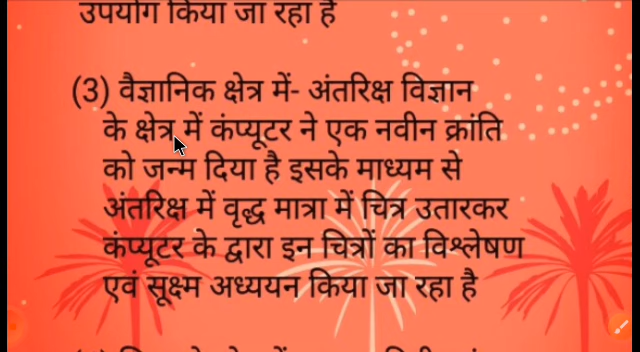 उपयोग किया जा रहा है
(3) वैज्ञानिक क्षेत्र में- अंतरिक्ष विज्ञान
के क्षेत्र में कंप्यूटर ने एक नवीन क्रांति
को जन्म दिया है इसके माध्यम से
अंतरिक्ष में वृद्ध मात्रा में चित्र उतारकर
कंप्यूटर के द्वारा इन चित्रों का विश्लेषण
एवं सूक्ष्म अध्ययन किया जा रहा है